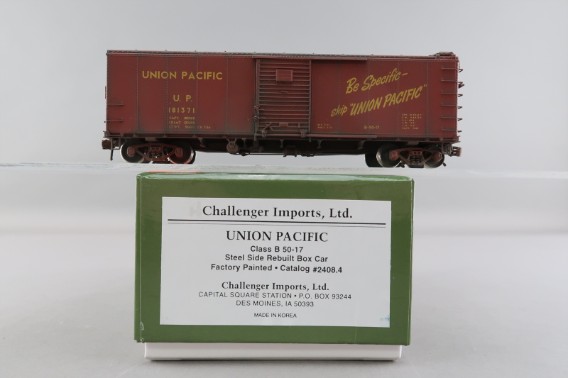 UNION PACIFIC
U. P.
181371
Be Specific-
ship "UNION PACIFIC"
Challenger Imports, Ltd.
UNION PACIFIC
Class B 50-17
Steel Side Rebuilt Box Car
Factory Painted • Catalog #2408.4
Challenger Imports, Ltd.
CAPITAL SQUARE STATION • P.O. BOX 93244
DES MOINES, IA 50393
MADE IN KOREA